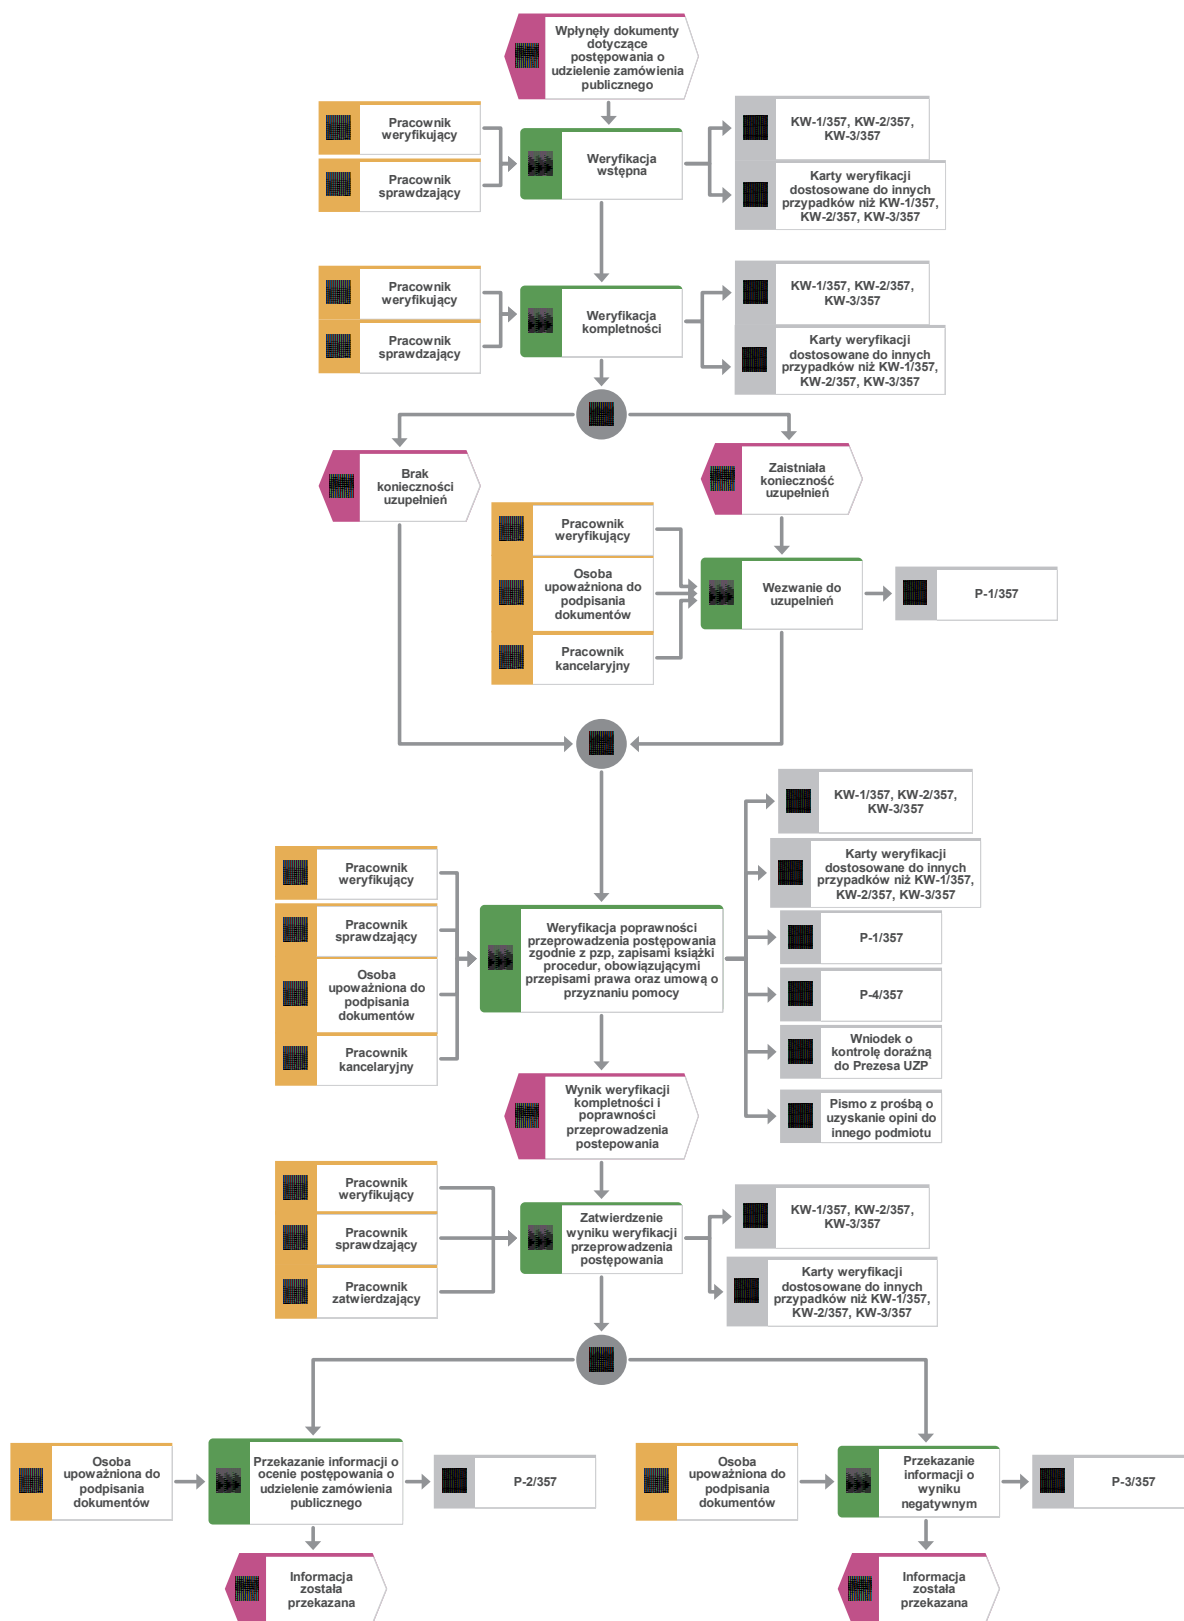 Wpłynęły dokumenty
dotyczące
postępowania o
udzielenie zamówienia
publicznego
Pracownik
weryfikujący
Pracownik
sprawdzający
Weryfikacja
wstępna
KW-1/357, KW-2/357,
KW-3/357
Karty weryfikacji
dostosowane do innych
przypadków niż KW-1/357,
KW-2/357, KW-3/357
Pracownik
weryfikujący
Pracownik
sprawdzający
Weryfikacja
kompletności
KW-1/357, KW-2/357,
KW-3/357
Karty weryfikacji
dostosowane do innych
przypadków niż KW-1/357,
KW-2/357, KW-3/357
Brak
konieczności
uzupełnień
Zaistniała
konieczność
uzupełnień
Pracownik
weryfikujący
Osoba
upoważniona do
podpisania
dokumentów
Pracownik
kancelaryjny
Wezwanie do
uzupelnień
P-1/357
KW-1/357, KW-2/357,
KW-3/357
Karty weryfikacji
dostosowane do innych
przypadków niż KW-1/357,
KW-2/357, KW-3/357
Pracownik
weryfikujący
Pracownik
sprawdzający
Osoba
upoważniona do
podpisania
dokumentów
Pracownik
kancelaryjny
Weryfikacja poprawności
przeprowadzenia postępowania
zgodnie z pzp, zapisami książki
procedur, obowiązującymi
przepisami prawa oraz umową o
przyznaniu pomocy
P-1/357
P-4/357
Wniodek o
kontrolę doraźną
do Prezesa UZP
Pismo z prośbą o
uzyskanie opini do
innego podmiotu
Wynik weryfikacji
kompletności i
poprawności
przeprowadzenia
postepowania
Pracownik
weryfikujący
Pracownik
sprawdzający
Pracownik
zatwierdzający
Zatwierdzenie
wyniku weryfikacji
przeprowadzenia
postępowania
KW-1/357, KW-2/357,
KW-3/357
Karty weryfikacji
dostosowane do innych
przypadków niż KW-1/357,
KW-2/357, KW-3/357
Osoba
upoważniona do
podpisania
dokumentów
Przekazanie informacji o
ocenie postępowania o
udzielenie zamówienia
publicznego
P-2/357
Osoba
upoważniona do
podpisania
dokumentów
Przekazanie
informacji o
wyniku
negatywnym
P-3/357
Informacja
została
przekazana
Informacja
została
przekazana